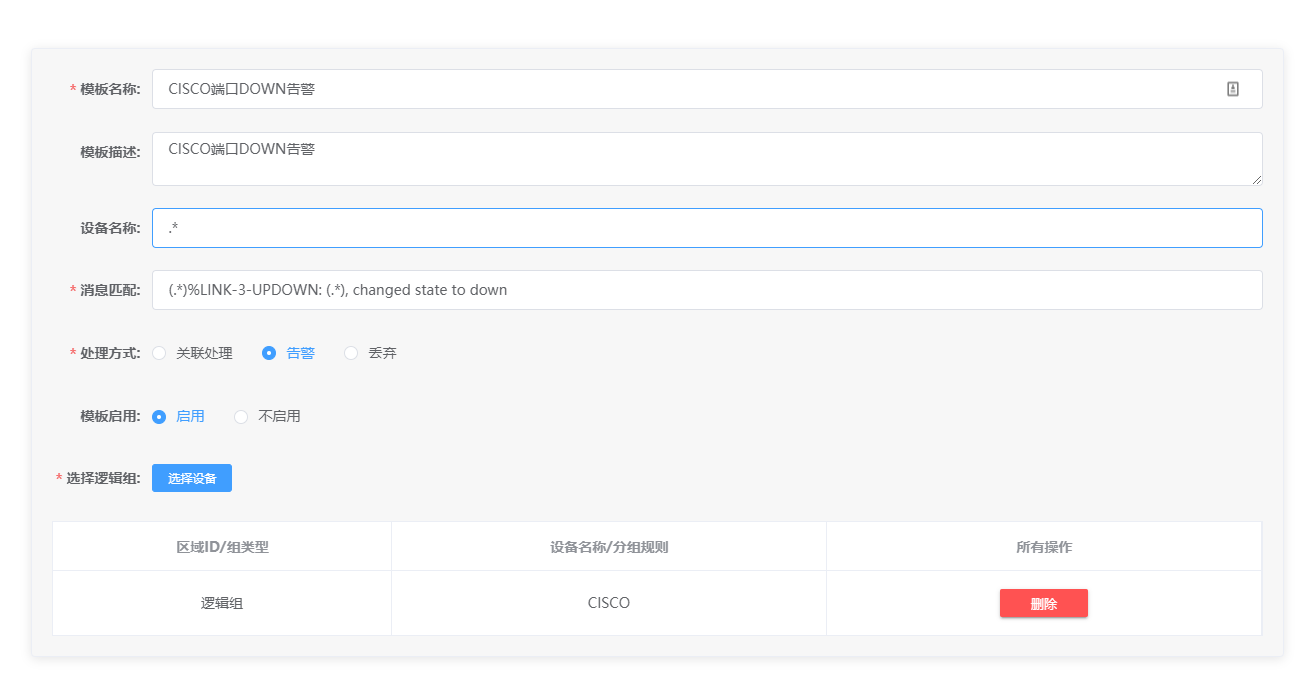 * 模板名称: CISCO端口DOWN告警
模板描述: CISCO端口DOWN告警
设备名称: .*
* 消息匹配: (.*)%LINK-3-UPDOWN: (.*), changed state to down
* 处理方式: 关联处理 告警 丢弃
模板启用: 启用 不启用
* 选择逻辑组: 选择设备
区域ID/组类型 设备名称/分组规则 所有操作
逻辑组 CISCO 删除